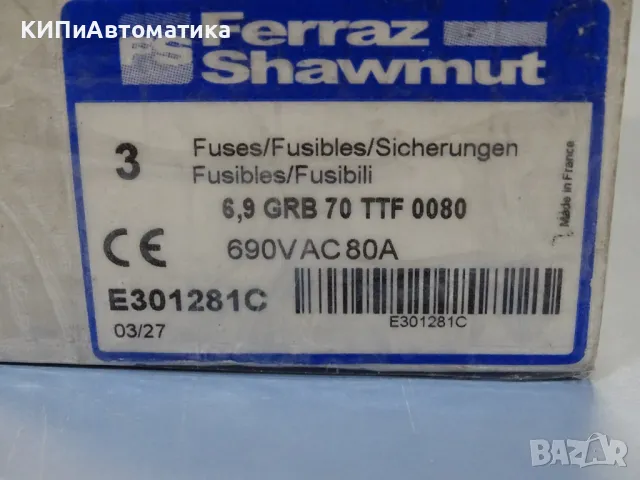 КИПиАвтоматика
FS Ferraz
Shawmut
3
Fuses/Fusibles/Sicherungen
Fusibles/Fusibili
6,9 GRB 70 TTF 0080
690VAC80A
CE
E301281C
03/27
E301281C
Made in France
BAZAR